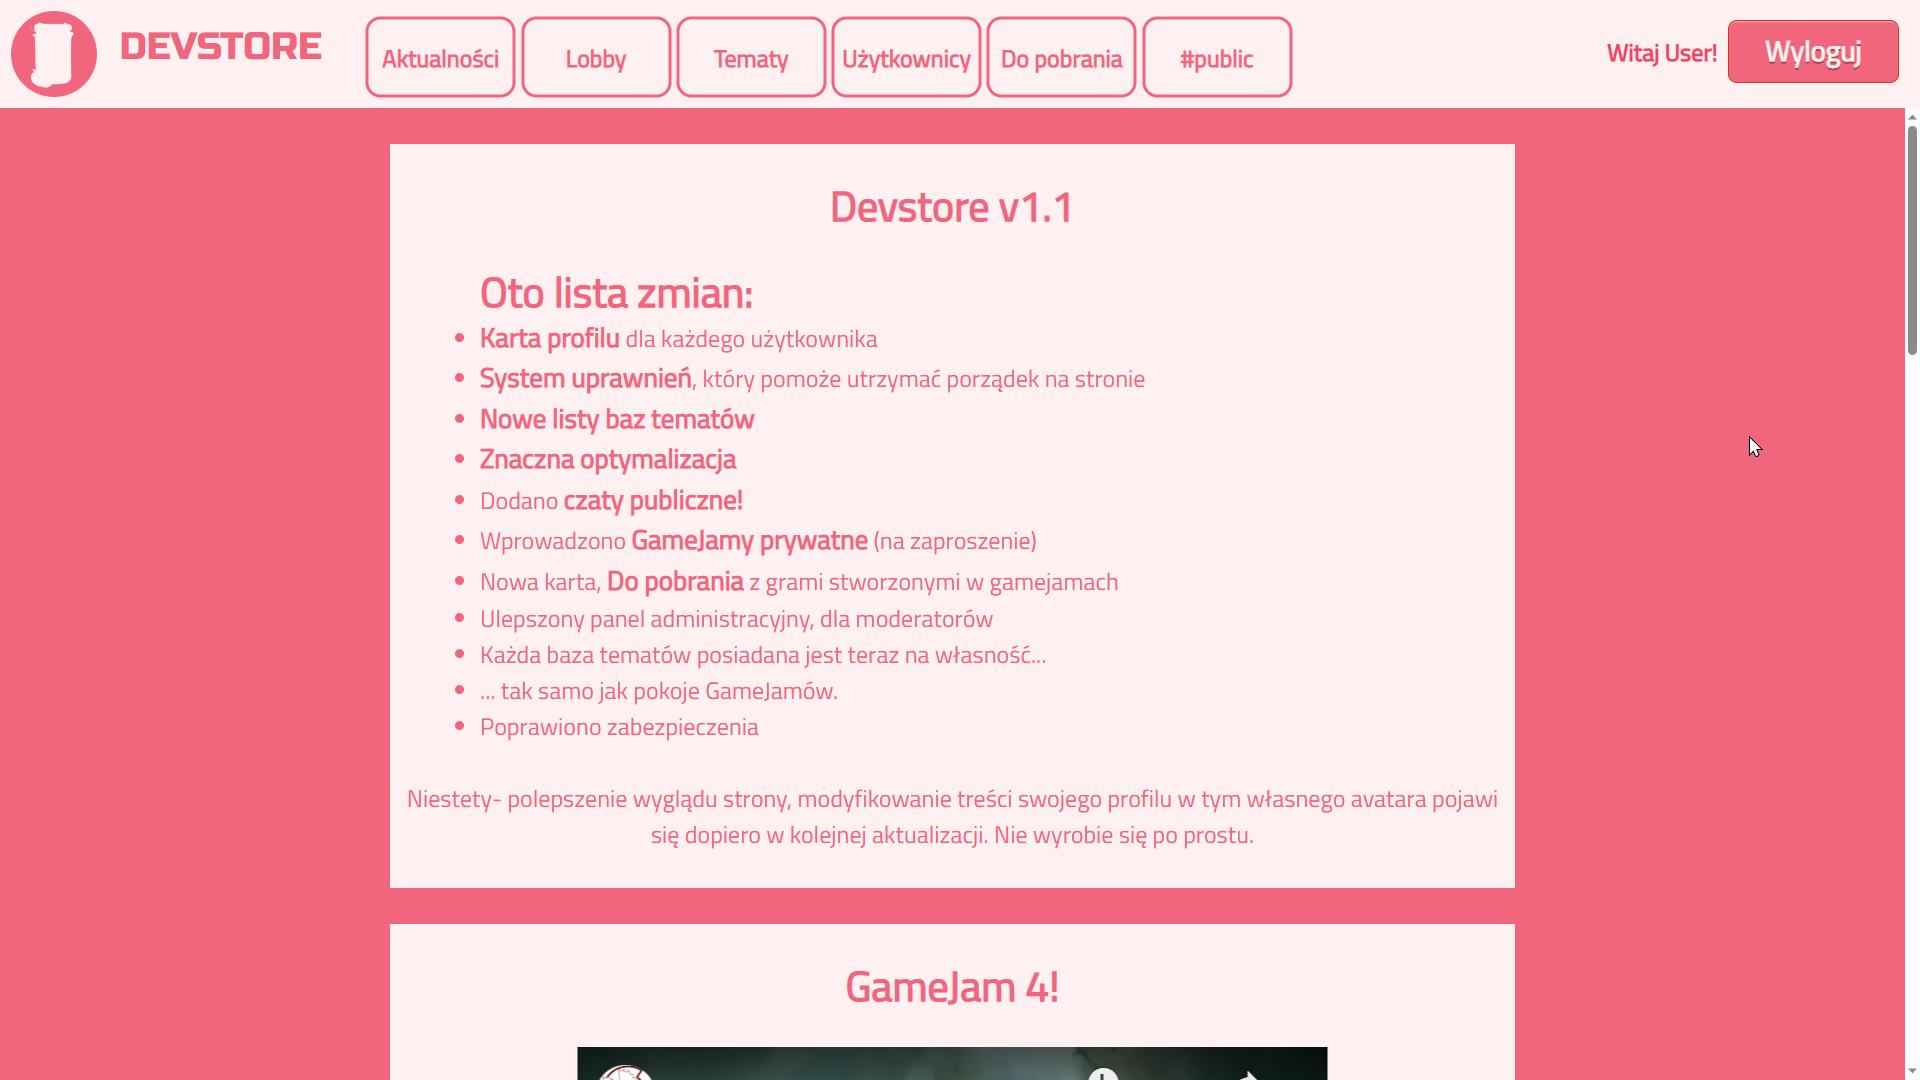 DEVSTORE
Aktualności
Lobby
Tematy
Użytkownicy
Do pobrania
#public
Witaj User!
Wyloguj
Devstore v1.1
Oto lista zmian:
Karta profilu dla każdego użytkownika
System uprawnień, który pomoże utrzymać porządek na stronie
Nowe listy baz tematów
Znaczna optymalizacja
Dodano czaty publiczne!
Wprowadzono GameJamy prywatne (na zaproszenie)
Nowa karta, Do pobrania z grami stworzonymi w gamejamach
Ulepszony panel administracyjny, dla moderatorów
Każda baza tematów posiadana jest teraz na własność...
... tak samo jak pokoje GameJamów.
Poprawiono zabezpieczenia
Niestety- polepszenie wyglądu strony, modyfikowanie treści swojego profilu w tym własnego avatara pojawi
się dopiero w kolejnej aktualizacji. Nie wyrobie się po prostu.
GameJam 4!